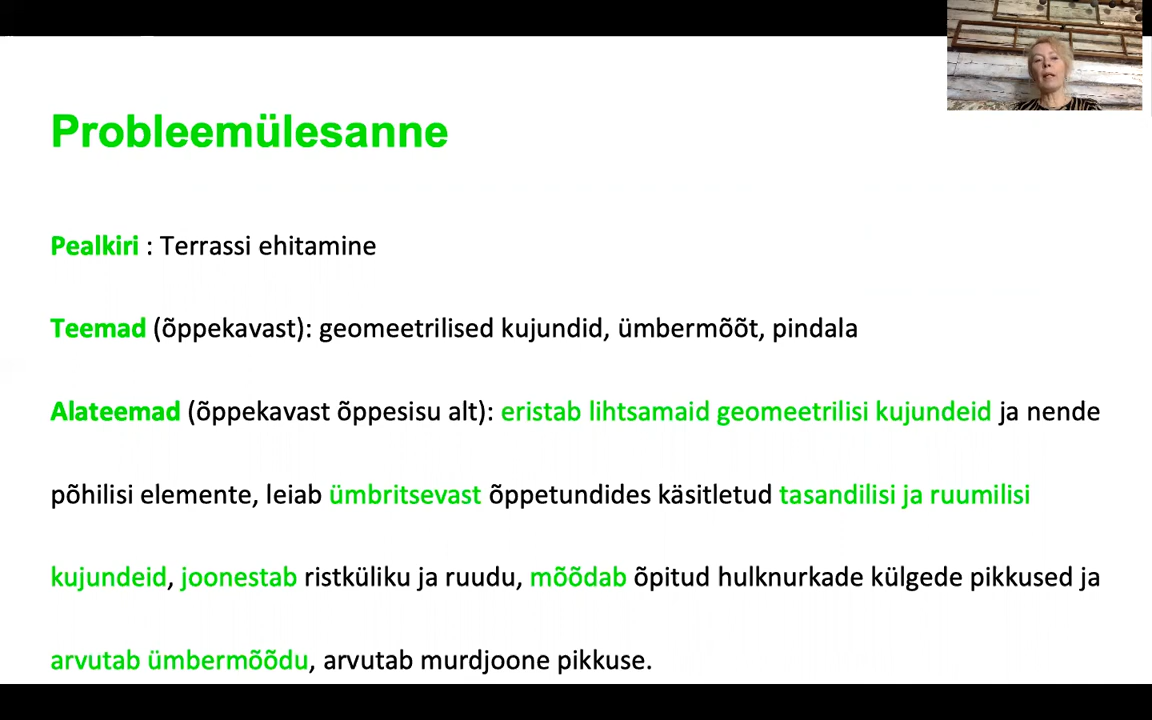 Probleemülesanne
Pealkiri : Terrassi ehitamine
Teemad (õppekavast): geomeetrilised kujundid, ümbermõõt, pindala
Alateemad (õppekavast õppesisu alt): eristab lihtsamaid geomeetrilisi kujundeid ja nende
põhilisi elemente, leiab ümbritsevast õppetundides käsitletud tasandilisi ja ruumilisi
kujundeid, joonestab ristküliku ja ruudu, mõõdab õpitud hulknurkade külgede pikkused ja
arvutab ümbermõõdu, arvutab murdjoone pikkuse.